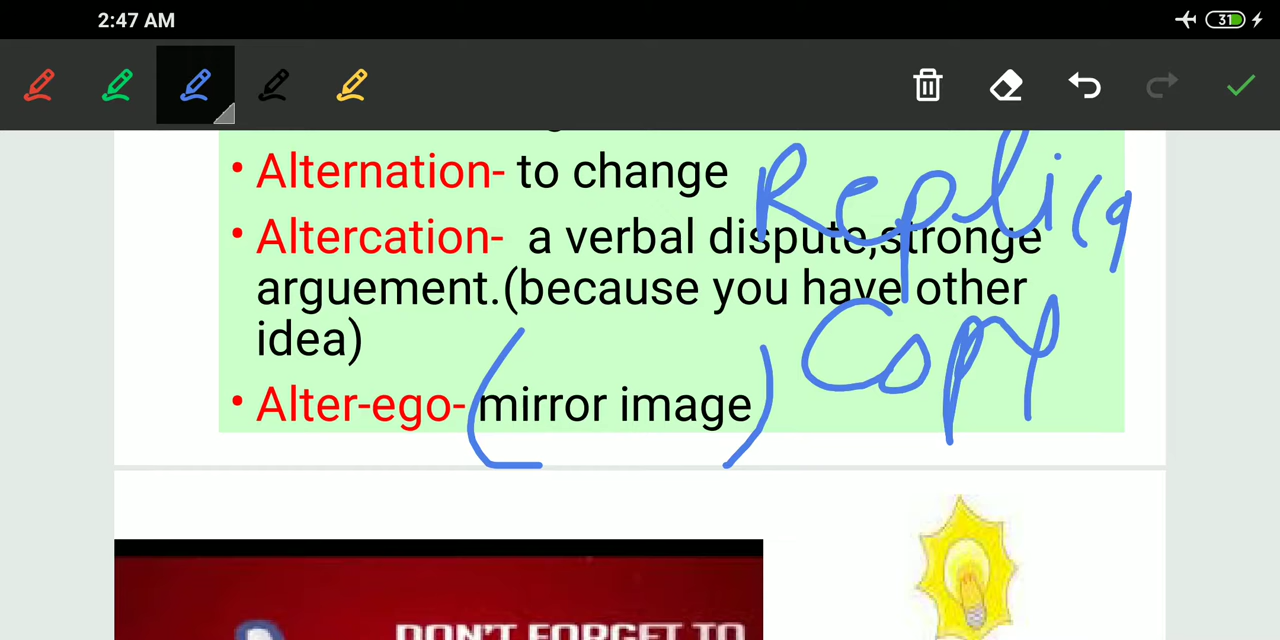 2:47 AM
31
• Alternation- to change
Replica
• Altercation- a verbal dispute,stronge
arguement.(because you have other
idea)
Copy
• Alter-ego- (mirror image)
DON'T FORGET TO